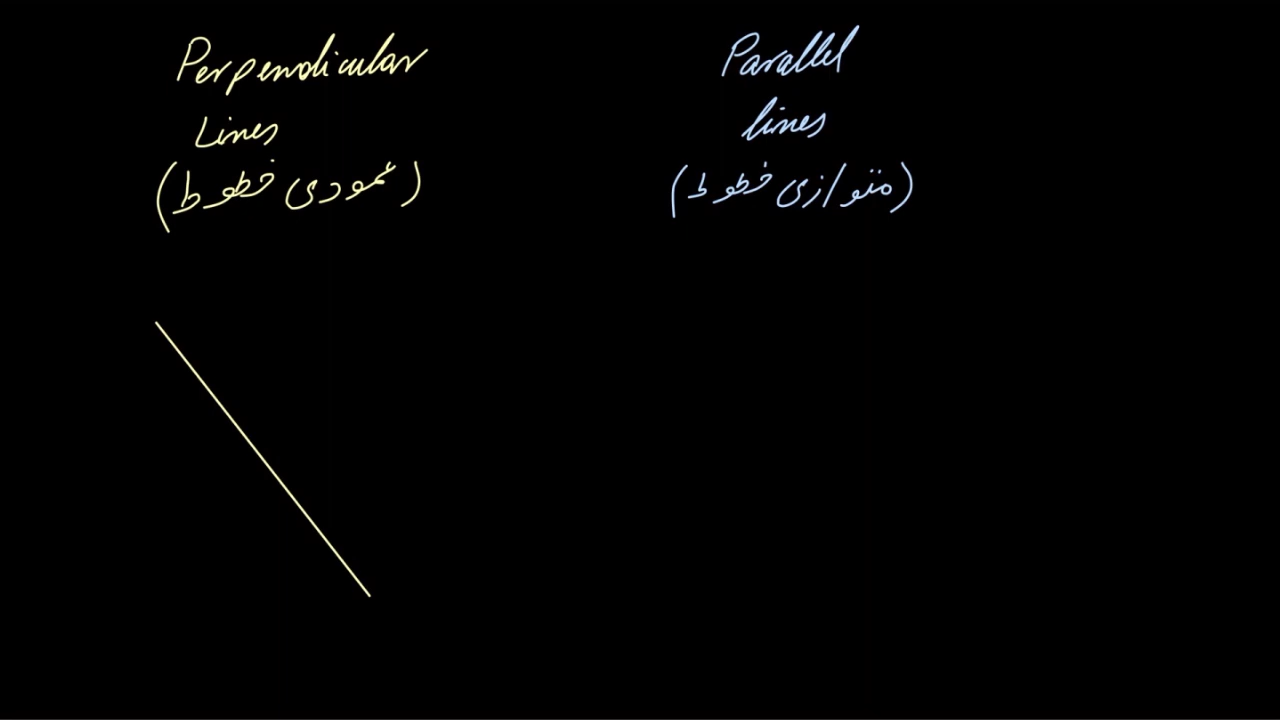 Perpendicular
Lines
(عمودی خطوط)
Parallel
lines
(متوازی خطوط)